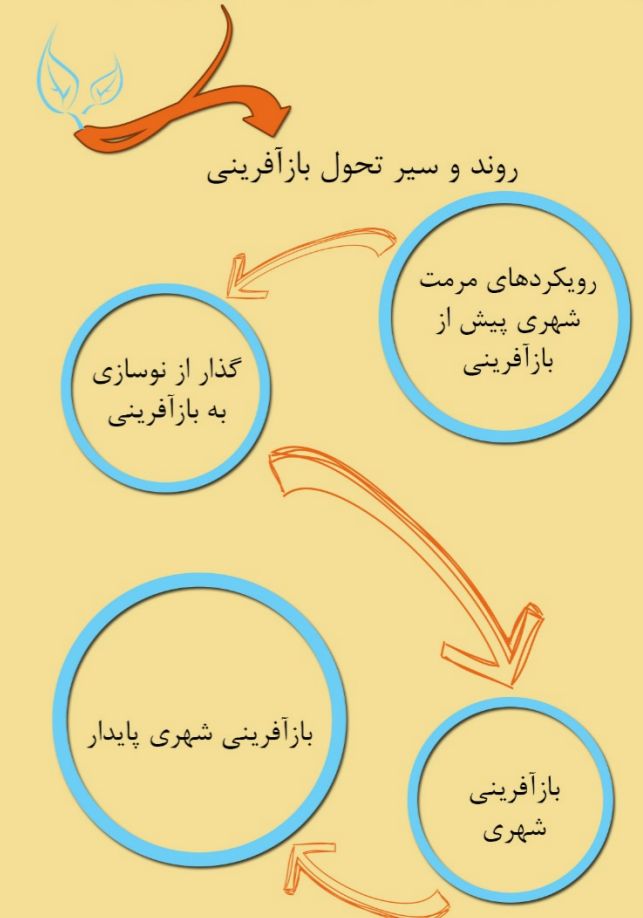 روند و سیر تحول بازآفرینی
رویکردهای مرمت
شهری پیش از
بازآفرینی
گذار از نوسازی
به بازآفرینی
بازآفرینی
شهری
بازآفرینی شهری پایدار